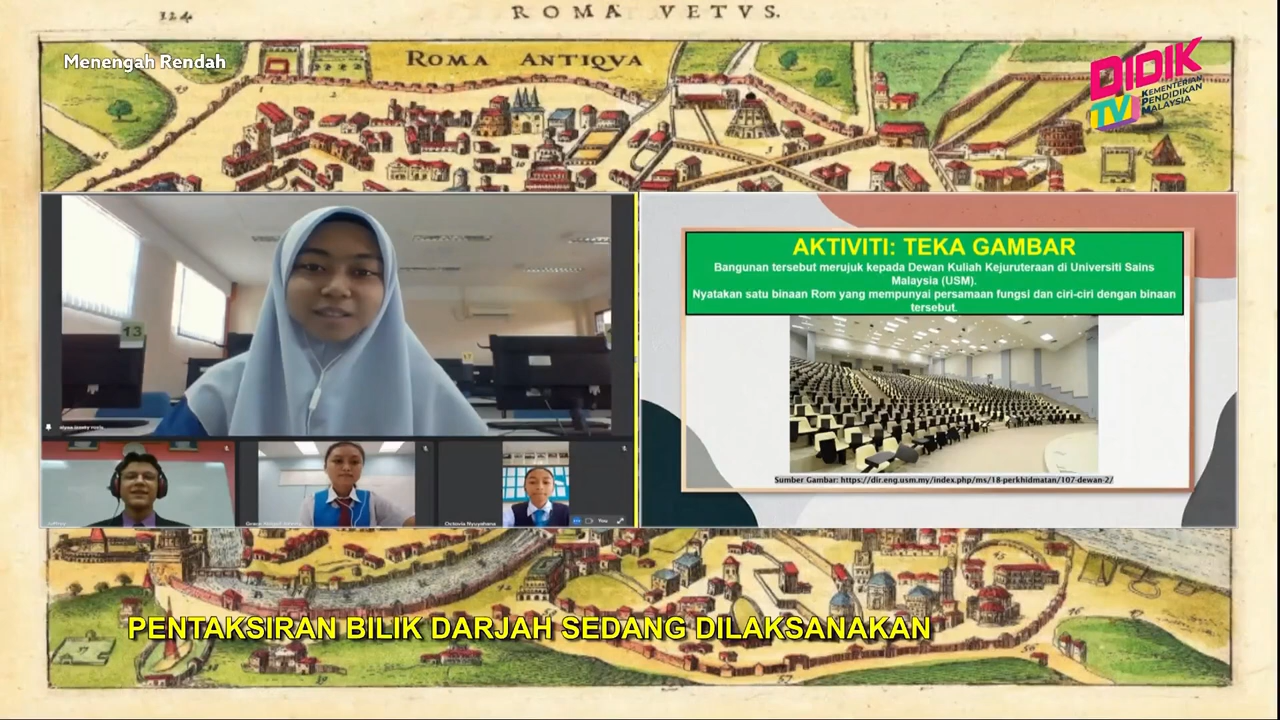 124
ROMA VETVS.
Menengah Rendah
ROMA ANTIQVA
DIDIK
TV
KEMENTERIAN
PENDIDIKAN
MALAYSIA
13
AKTIVITI: TEKA GAMBAR
Bangunan tersebut merujuk kepada Dewan Kuliah Kejuruteraan di Universiti Sains
Malaysia (USM).
Nyatakan satu binaan Rom yang mempunyai persamaan fungsi dan ciri-ciri dengan binaan
tersebut.
Sumber Gambar: https://dir.eng.usm.my/index.php/ms/18-perkhidmatan/107-dewan-2/
You
PENTAKSIRAN BILIK DARJAH SEDANG DILAKSANAKAN